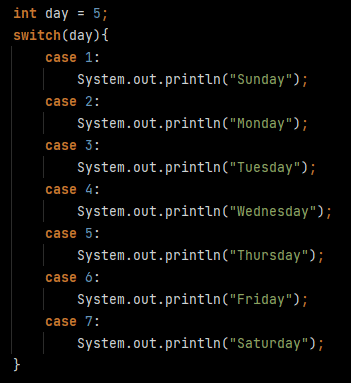 int day = 5;
switch(day){
    case 1:
        System.out.println("Sunday");
    case 2:
        System.out.println("Monday");
    case 3:
        System.out.println("Tuesday");
    case 4:
        System.out.println("Wednesday");
    case 5:
        System.out.println("Thursday");
    case 6:
        System.out.println("Friday");
    case 7:
        System.out.println("Saturday");
}